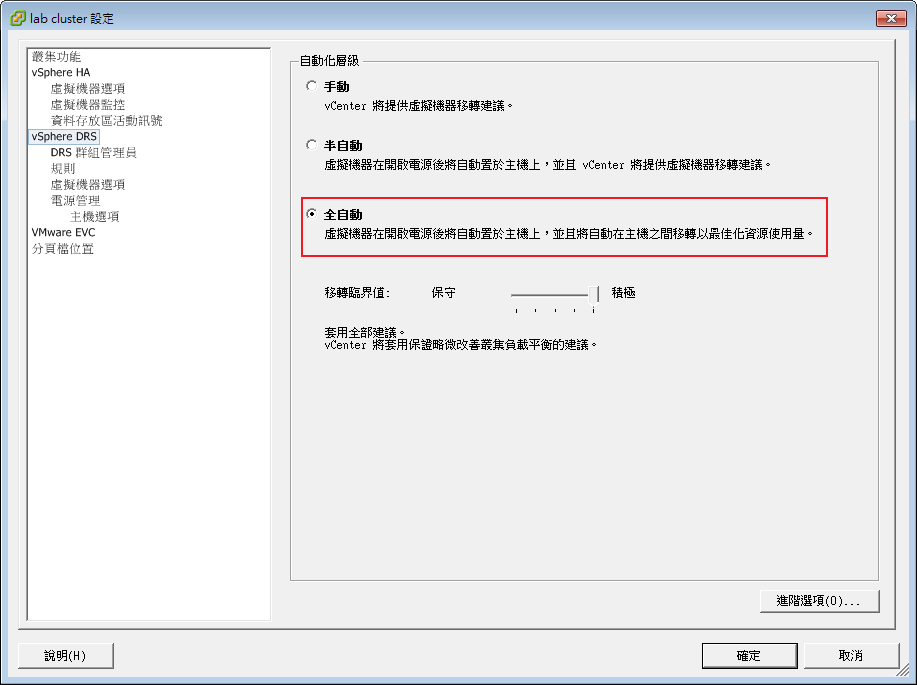 lab cluster 設定
叢集功能
vSphere HA
虛擬機器選項
虛擬機器監控
資料存放區活動訊號
vSphere DRS
DRS 群組管理員
規則
虛擬機器選項
電源管理
主機選項
VMware EVC
分頁檔位置
自動化層級
手動
vCenter 將提供虛擬機器移轉建議。
半自動
虛擬機器在開啟電源後將自動置於主機上，並且 vCenter 將提供虛擬機器移轉建議。
全自動
虛擬機器在開啟電源後將自動置於主機上，並且將自動在主機之間移轉以最佳化資源使用量。
移轉臨界值: 保守 積極
套用全部建議。
vCenter 將套用保證略微改善叢集負載平衡的建議。
進階選項(O)...
說明(H)
確定
取消